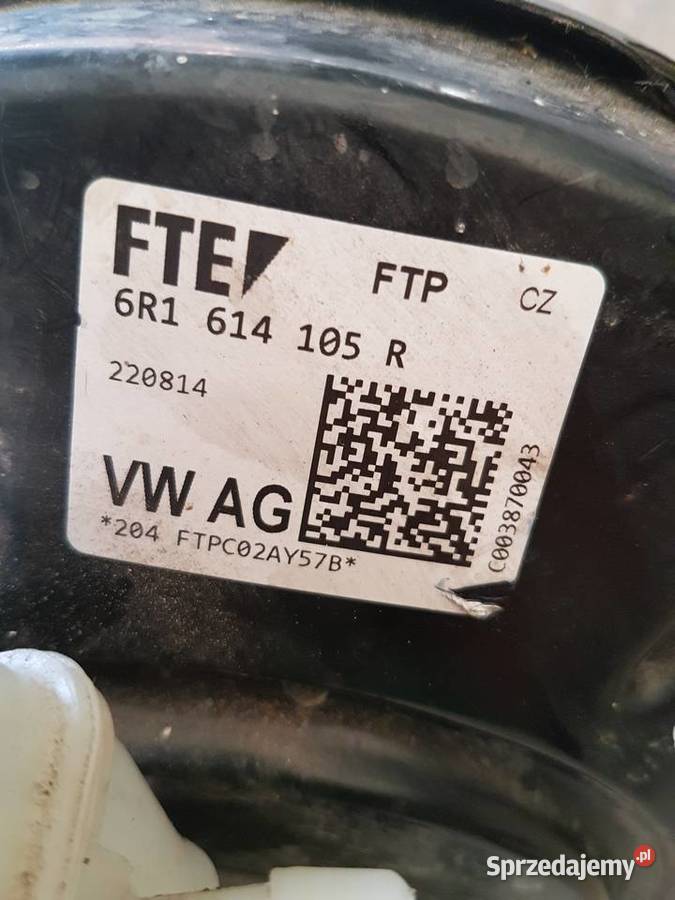 FTE FTP CZ
6R1 614 105 R
220814
VW AG
*204 FTPC02AY57B*
C003870043
Sprzedajemy.pl